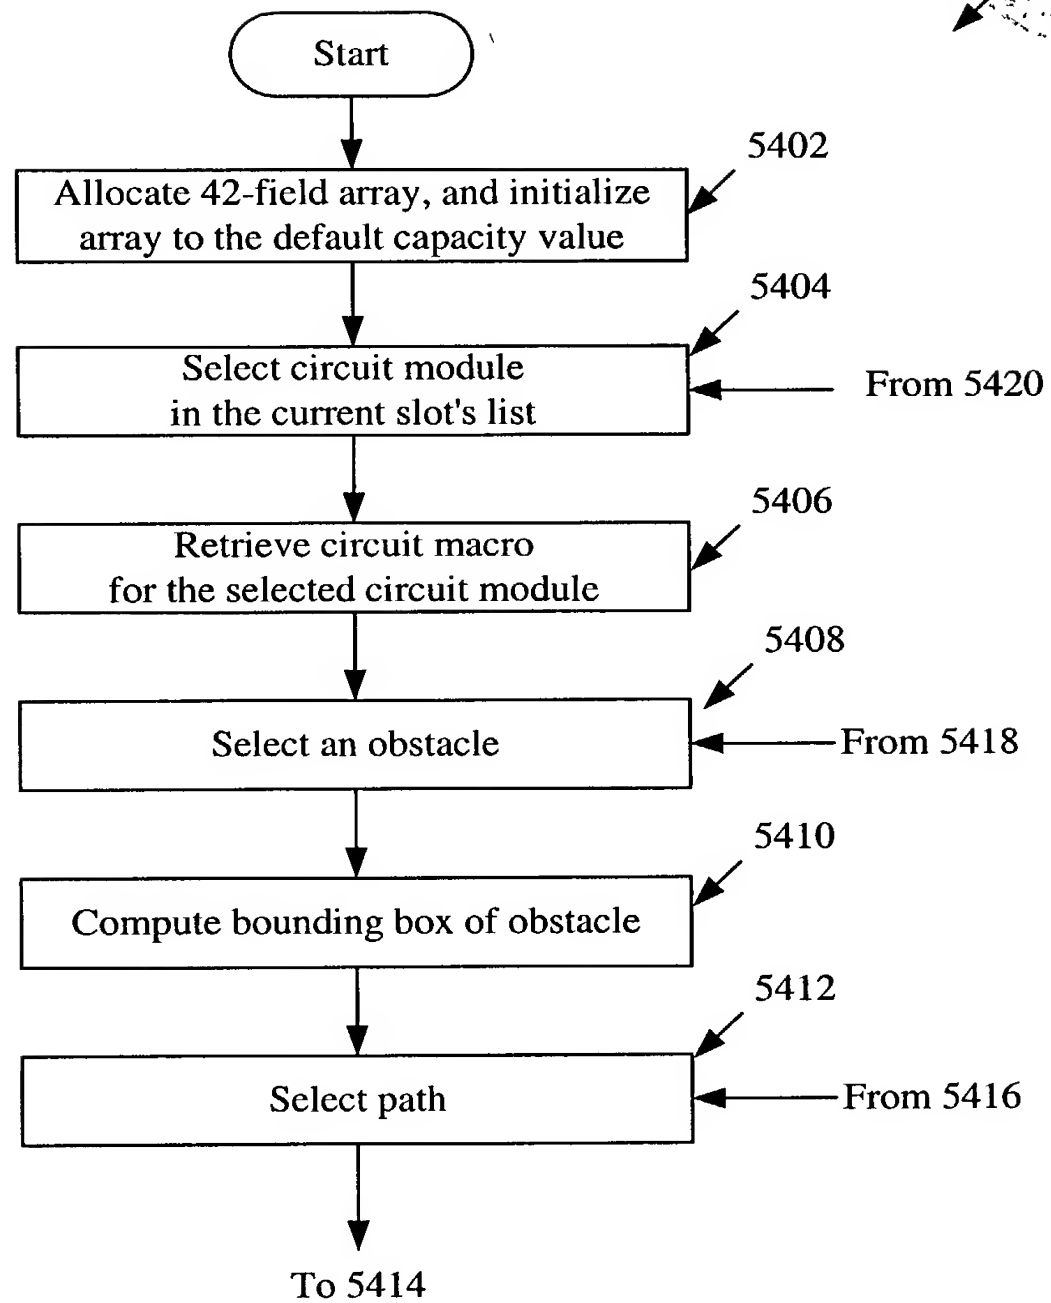 Start
5402
Allocate 42-field array, and initialize
array to the default capacity value
5404
Select circuit module
in the current slot's list
From 5420
5406
Retrieve circuit macro
for the selected circuit module
5408
Select an obstacle
From 5418
5410
Compute bounding box of obstacle
5412
Select path
From 5416
To 5414